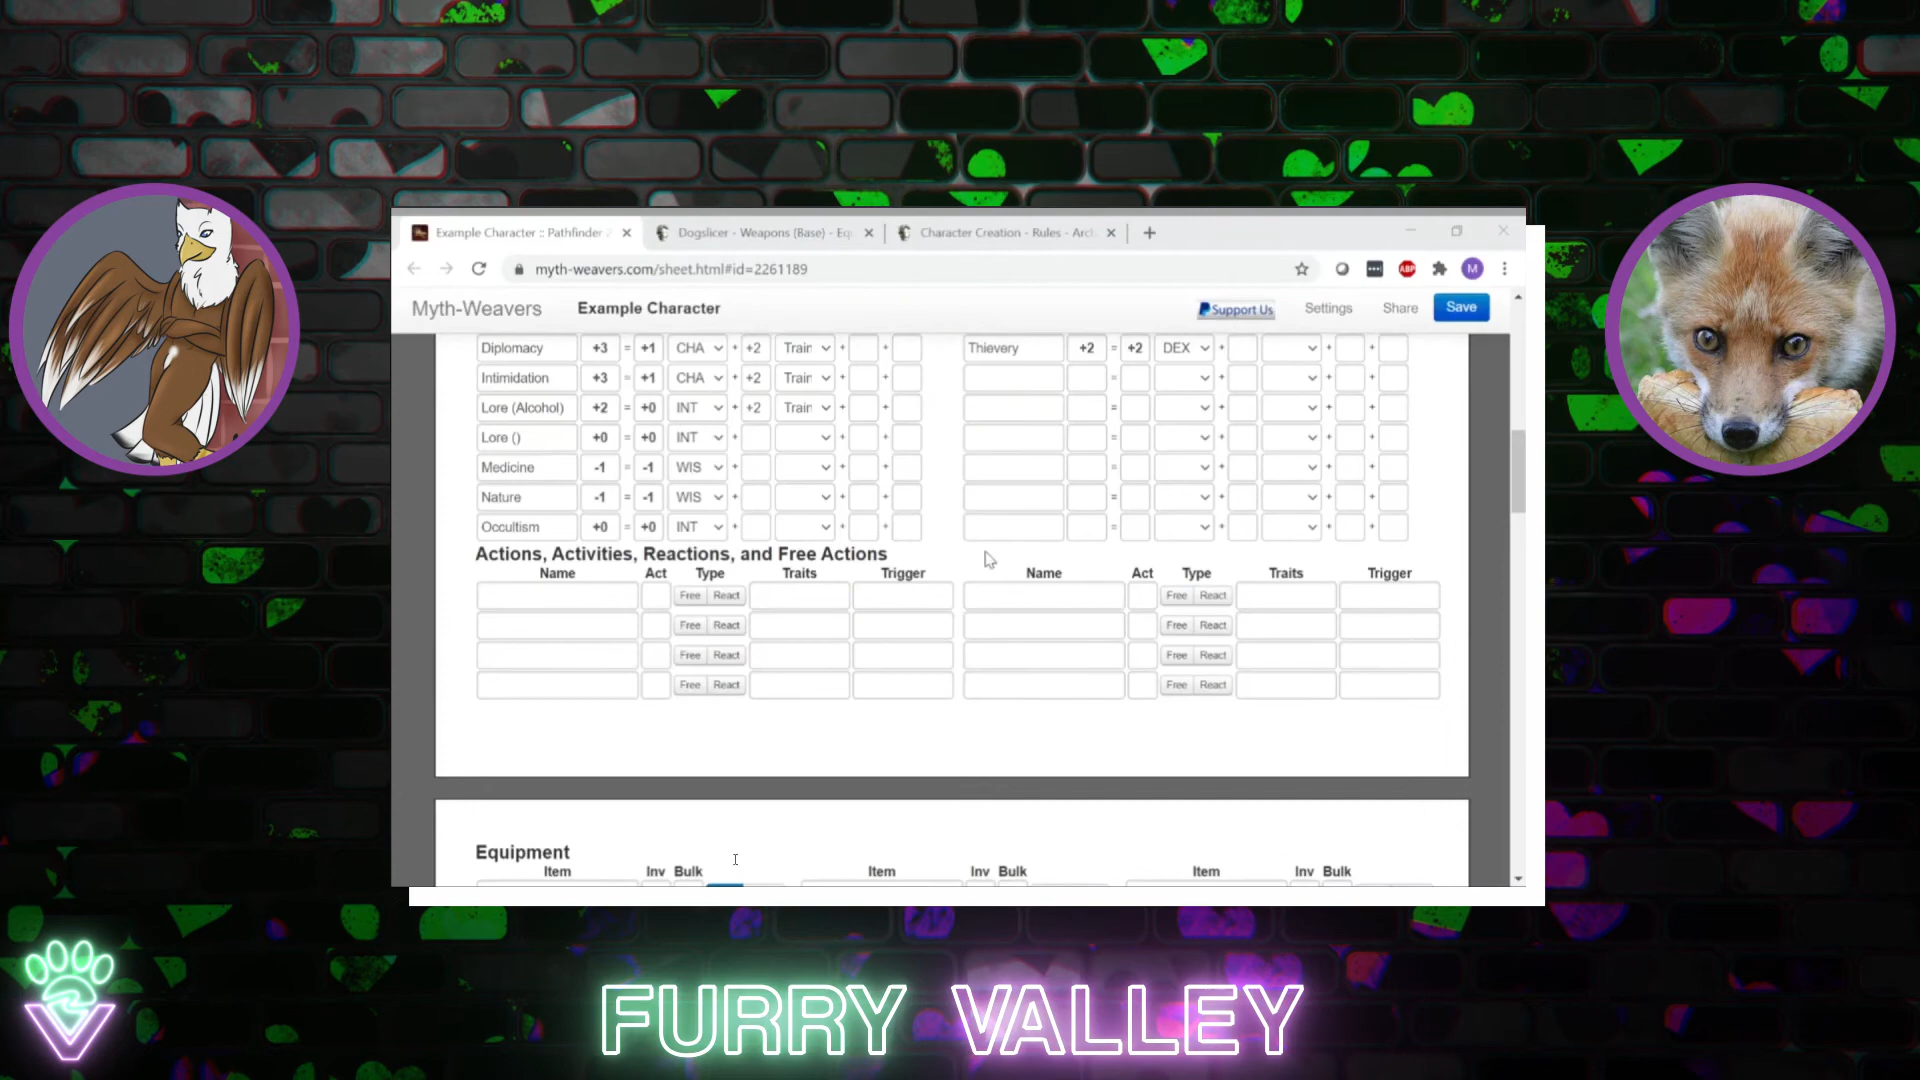 Example Character :: Pathfinder 2
Dogslicer - Weapons (Base) - Eq
Character Creation - Rules - Arc
myth-weavers.com/sheet.html#id=2261189
ABP
M
Myth-Weavers
Example Character
Support Us
Settings
Share
Save
Diplomacy +3 = +1 CHA + +2 Train + +
Thievery +2 = +2 DEX + + +
Intimidation +3 = +1 CHA + +2 Train + +
= + + +
Lore (Alcohol) +2 = +0 INT + +2 Train + +
= + + +
Lore () +0 = +0 INT + + +
= + + +
Medicine -1 = -1 WIS + + +
= + + +
Nature -1 = -1 WIS + + +
= + + +
Occultism +0 = +0 INT + + +
= + + +
Actions, Activities, Reactions, and Free Actions
Name Act Type Traits Trigger Name Act Type Traits Trigger
Free React Free React
Free React Free React
Free React Free React
Free React Free React
Equipment
Item Inv Bulk Item Inv Bulk Item Inv Bulk
FURRY VALLEY